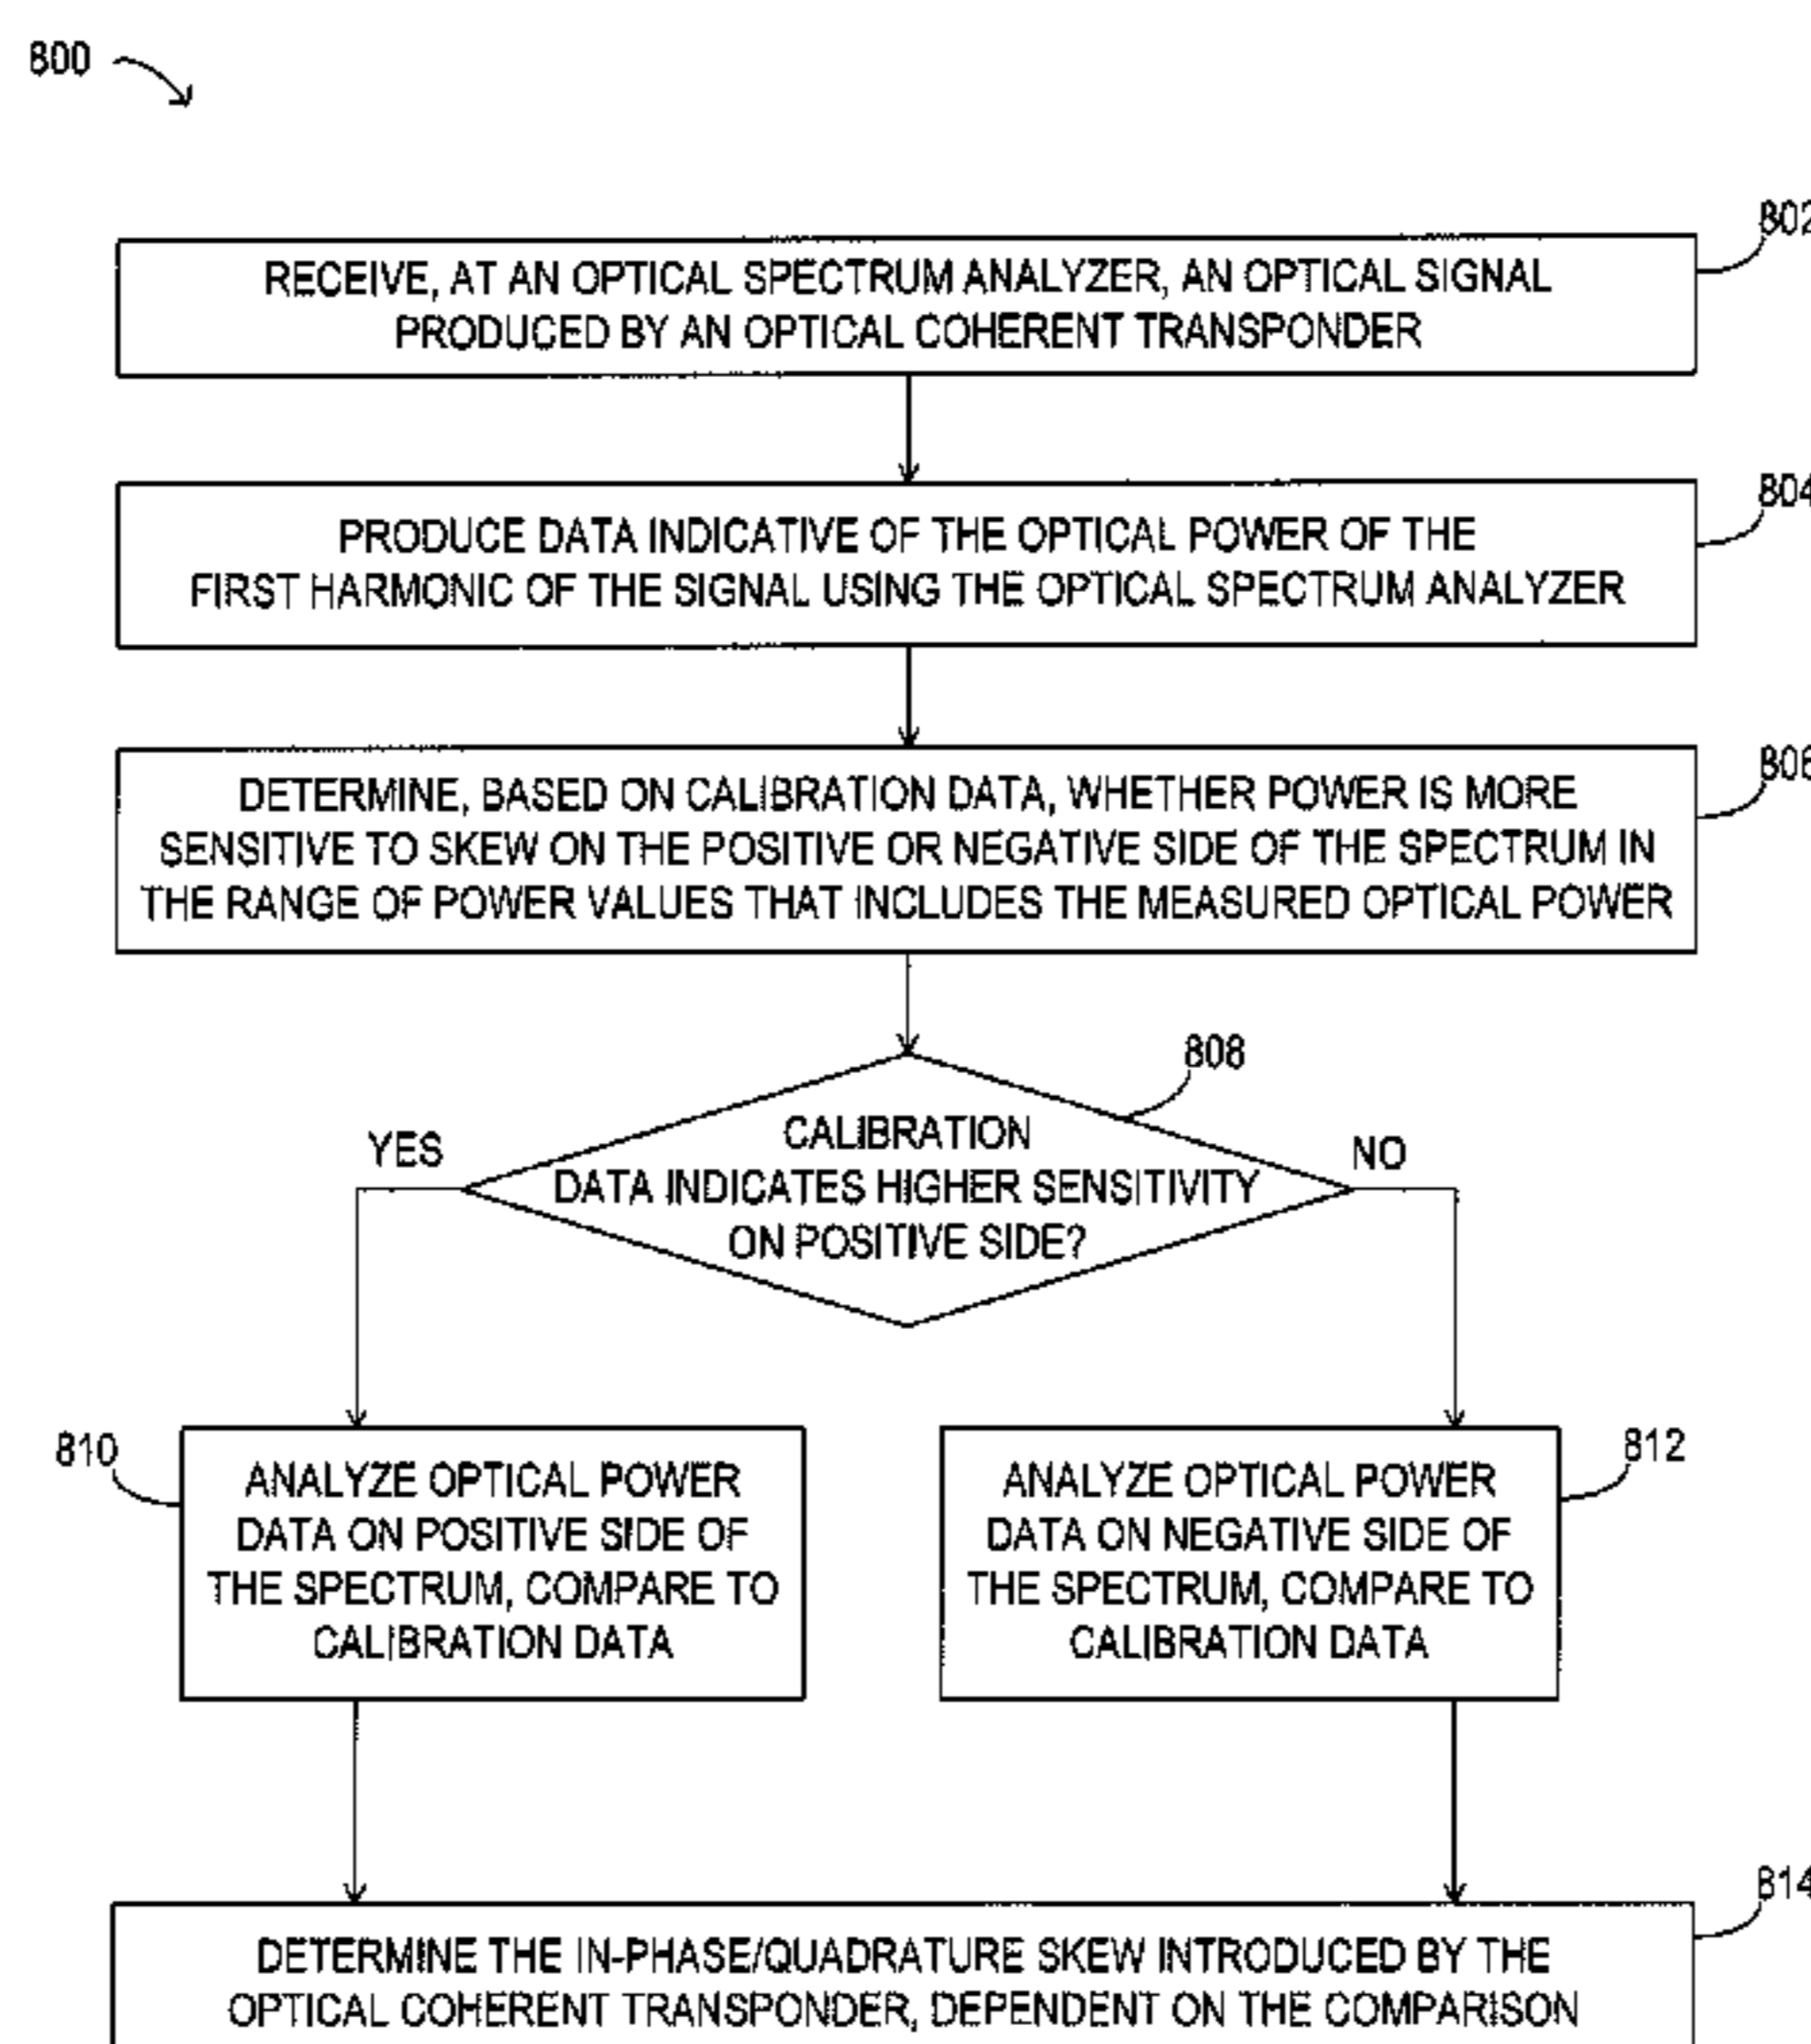 800
802
RECEIVE, AT AN OPTICAL SPECTRUM ANALYZER, AN OPTICAL SIGNAL
PRODUCED BY AN OPTICAL COHERENT TRANSPONDER
804
PRODUCE DATA INDICATIVE OF THE OPTICAL POWER OF THE
FIRST HARMONIC OF THE SIGNAL USING THE OPTICAL SPECTRUM ANALYZER
806
DETERMINE, BASED ON CALIBRATION DATA, WHETHER POWER IS MORE
SENSITIVE TO SKEW ON THE POSITIVE OR NEGATIVE SIDE OF THE SPECTRUM IN
THE RANGE OF POWER VALUES THAT INCLUDES THE MEASURED OPTICAL POWER
808
CALIBRATION
DATA INDICATES HIGHER SENSITIVITY
ON POSITIVE SIDE?
YES
NO
810
ANALYZE OPTICAL POWER
DATA ON POSITIVE SIDE OF
THE SPECTRUM, COMPARE TO
CALIBRATION DATA
812
ANALYZE OPTICAL POWER
DATA ON NEGATIVE SIDE OF
THE SPECTRUM, COMPARE TO
CALIBRATION DATA
814
DETERMINE THE IN-PHASE/QUADRATURE SKEW INTRODUCED BY THE
OPTICAL COHERENT TRANSPONDER, DEPENDENT ON THE COMPARISON